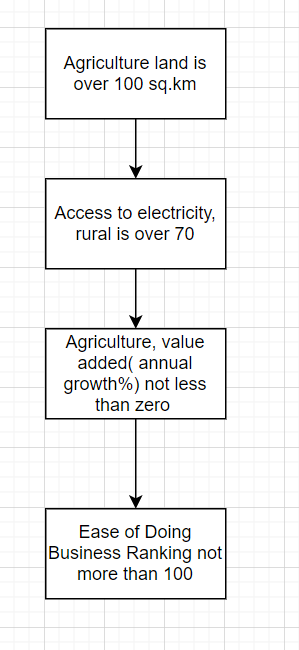 Agriculture land is
over 100 sq.km
Access to electricity,
rural is over 70
Agriculture, value
added( annual
growth%) not less
than zero
Ease of Doing
Business Ranking not
more than 100